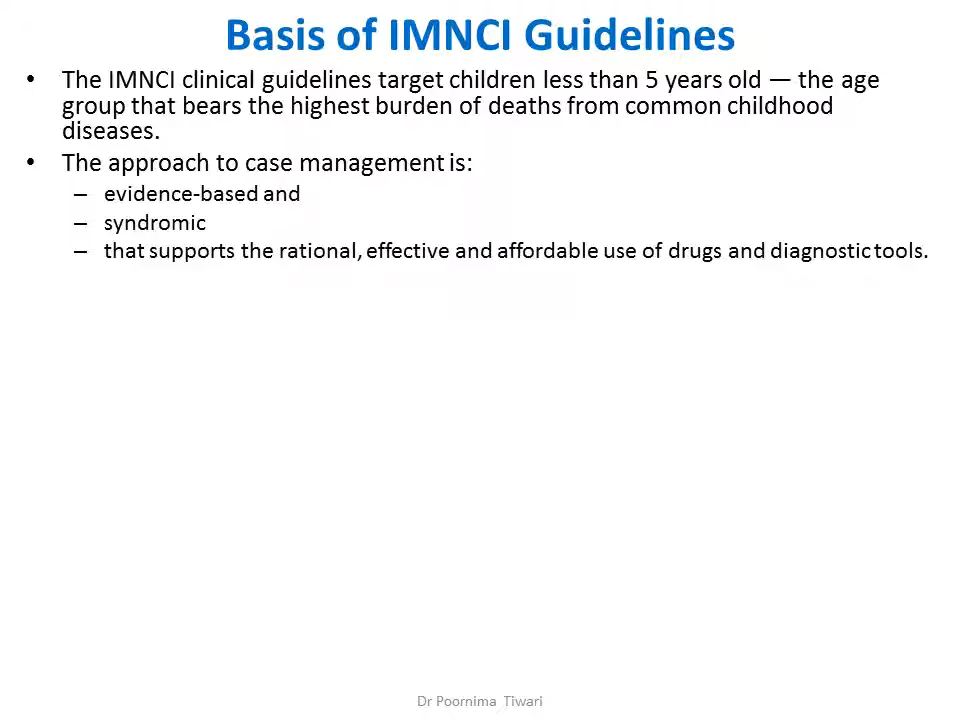 Basis of IMNCI Guidelines
• The IMNCI clinical guidelines target children less than 5 years old — the age
group that bears the highest burden of deaths from common childhood
diseases.
• The approach to case management is:
– evidence-based and
– syndromic
– that supports the rational, effective and affordable use of drugs and diagnostic tools.
Dr Poornima Tiwari